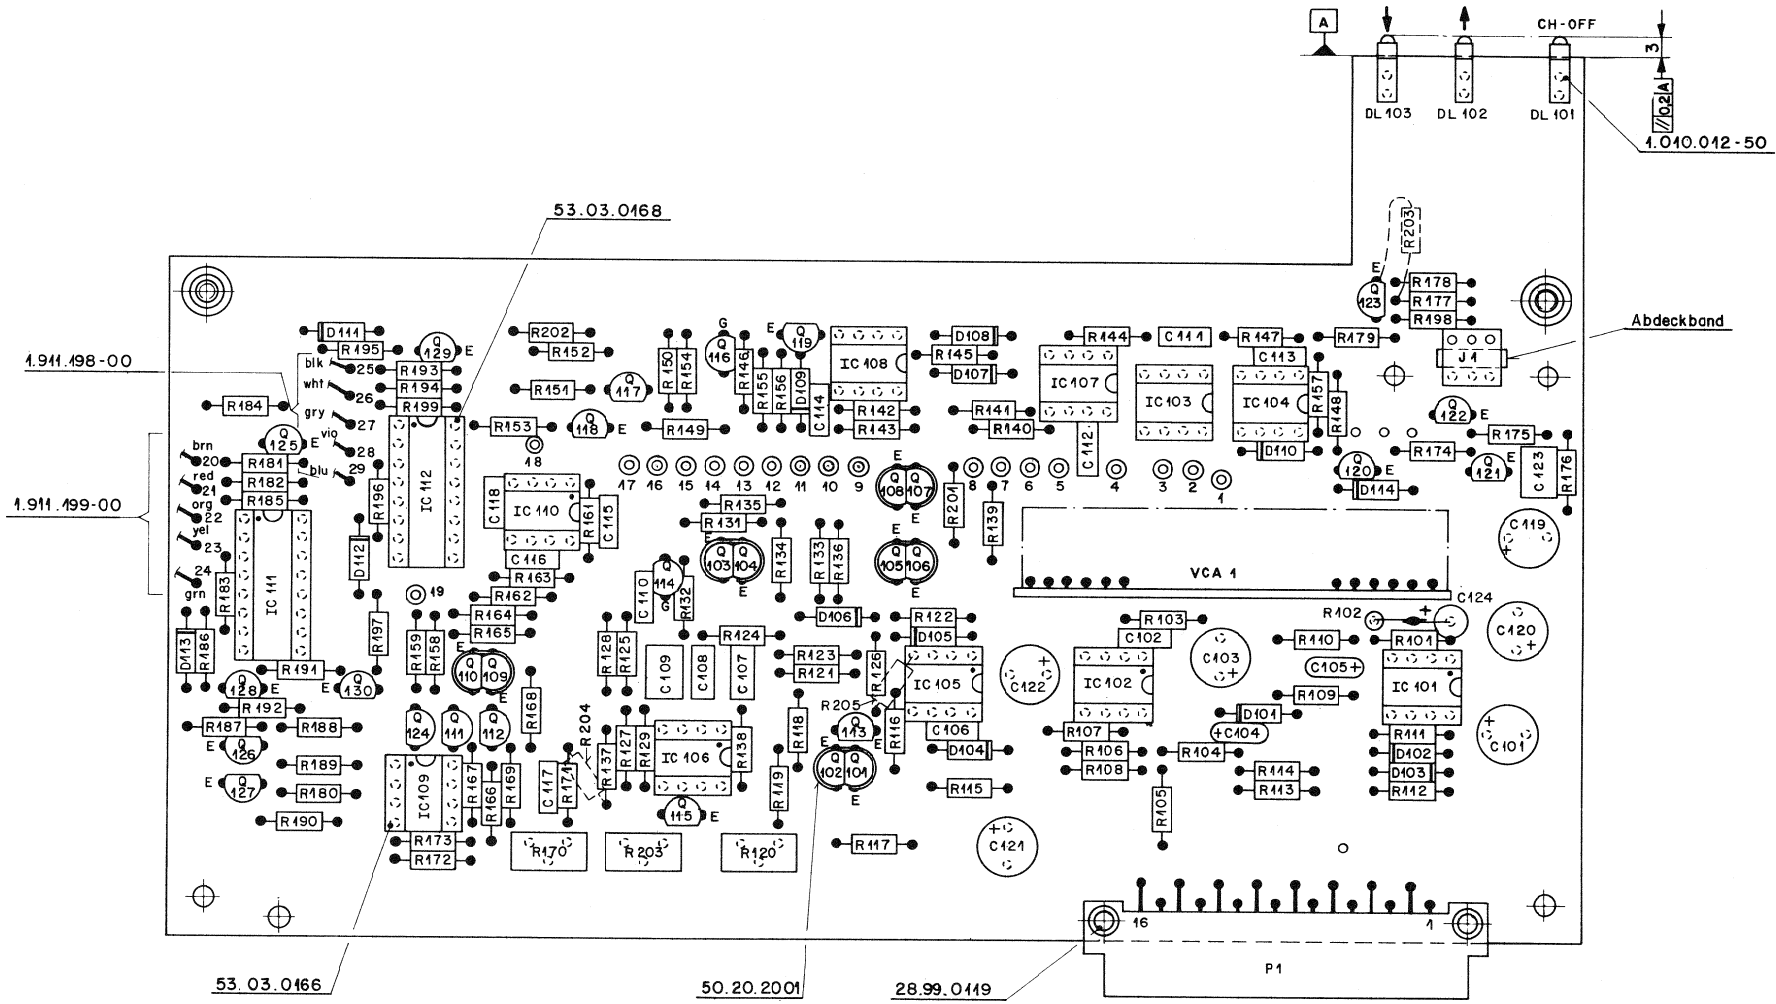 A
CH-OFF
3
// 0,2 A
DL 103
DL 102
DL 101
1.010.012-50
53.03.0168
R203
E
Q
123
R178
R177
R198
Abdeckband
J1
1.911.198-00
D111
R195
Q
129
E
R202
R152
R150
R154
G
Q
116
R146
E
Q
119
IC 108
D108
R145
D107
R144
C111
R147
R179
C113
blk
25
R193
wht
26
R194
R199
R184
gry
27
vio
28
blu
29
R151
Q
117
R155
R156
D109
C114
R142
R143
R141
R140
IC 107
C112
IC 103
IC 104
R157
R148
D110
Q
122
E
R175
R174
Q
125
E
R153
18
Q
118
E
R149
1.911.199-00
brn
20
red
21
org
22
yel
23
24
grn
R181
R182
R185
R196
IC 112
C118
IC 110
R161
C115
17
16
15
14
13
12
11
10
9
8
7
6
5
4
3
2
1
E
Q Q
108 107
R201
R139
Q
120
E
D114
Q
121
E
C123
R176
C119
+
R135
R131
E
Q Q
103 104
R134
R133
R136
E
Q Q
105 106
E
VCA 1
D112
R183
IC 111
C116
R163
R162
19
R164
R165
C110
Q
114
G
R132
D106
R122
D105
R103
C102
R102
+
C124
R110
R101
C120
+
D113
R186
R197
R159
R158
R191
R128
R125
R124
R123
R121
R126
C109
C108
C107
IC 105
C122
+
IC 102
C103
+
C105+
R109
IC 101
Q
128
E
E
Q
130
E
Q Q
110 109
E
R168
R204
R192
R187
R188
R205
R118
Q
113
E
R116
C106
D104
R107
D101
+C104
R111
C101
+
E
Q
126
Q
124
Q
111
Q
112
R127
R129
IC 106
R138
R137
R106
R108
R104
D102
D103
R112
R114
R113
R189
E
Q
127
R180
R190
IC109
R167
R166
R169
C117
R171
E
Q Q
102 101
E
R119
R115
R105
Q
115
E
R173
R172
R170
R203
R120
R117
+
C121
16
1
P1
53.03.0166
50.20.2001
28.99.0119